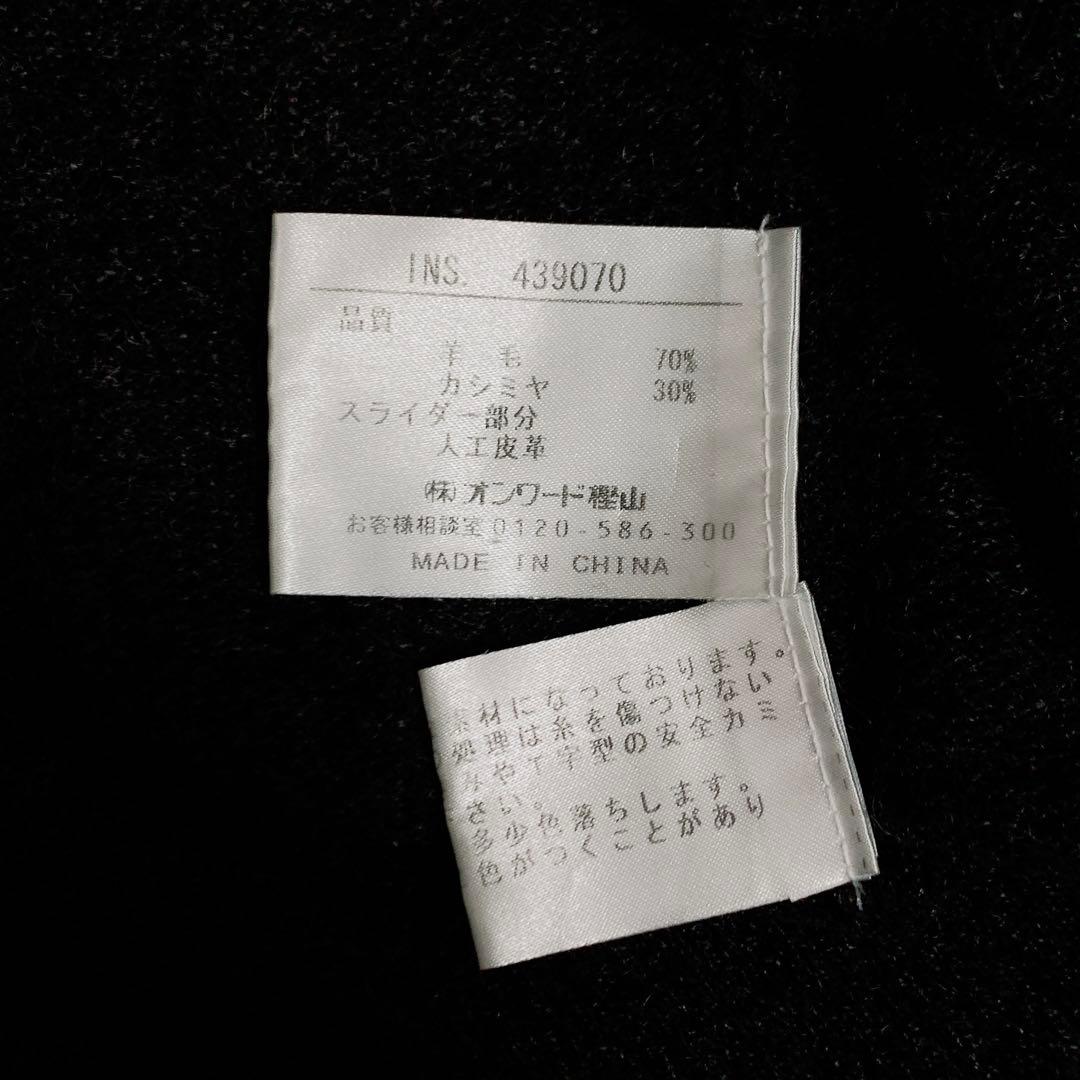 INS. 439070
品質
羊 毛 70%
カシミヤ 30%
スライダー部分
人工皮革
(株)オンワード樫山
お客様相談室0120-586-300
MADE IN CHINA
素材になっております。
処理は糸を傷つけない
みやT字型の安全カミ
さい。
多少色落ちします。
色がつくことがあり